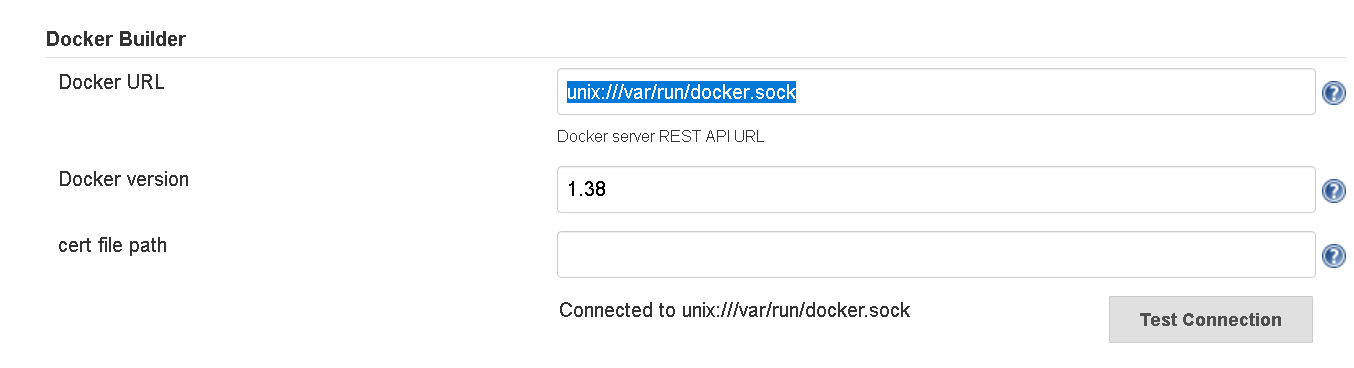 Docker Builder
Docker URL
unix:///var/run/docker.sock
Docker server REST API URL
Docker version
1.38
cert file path
Connected to unix:///var/run/docker.sock
Test Connection